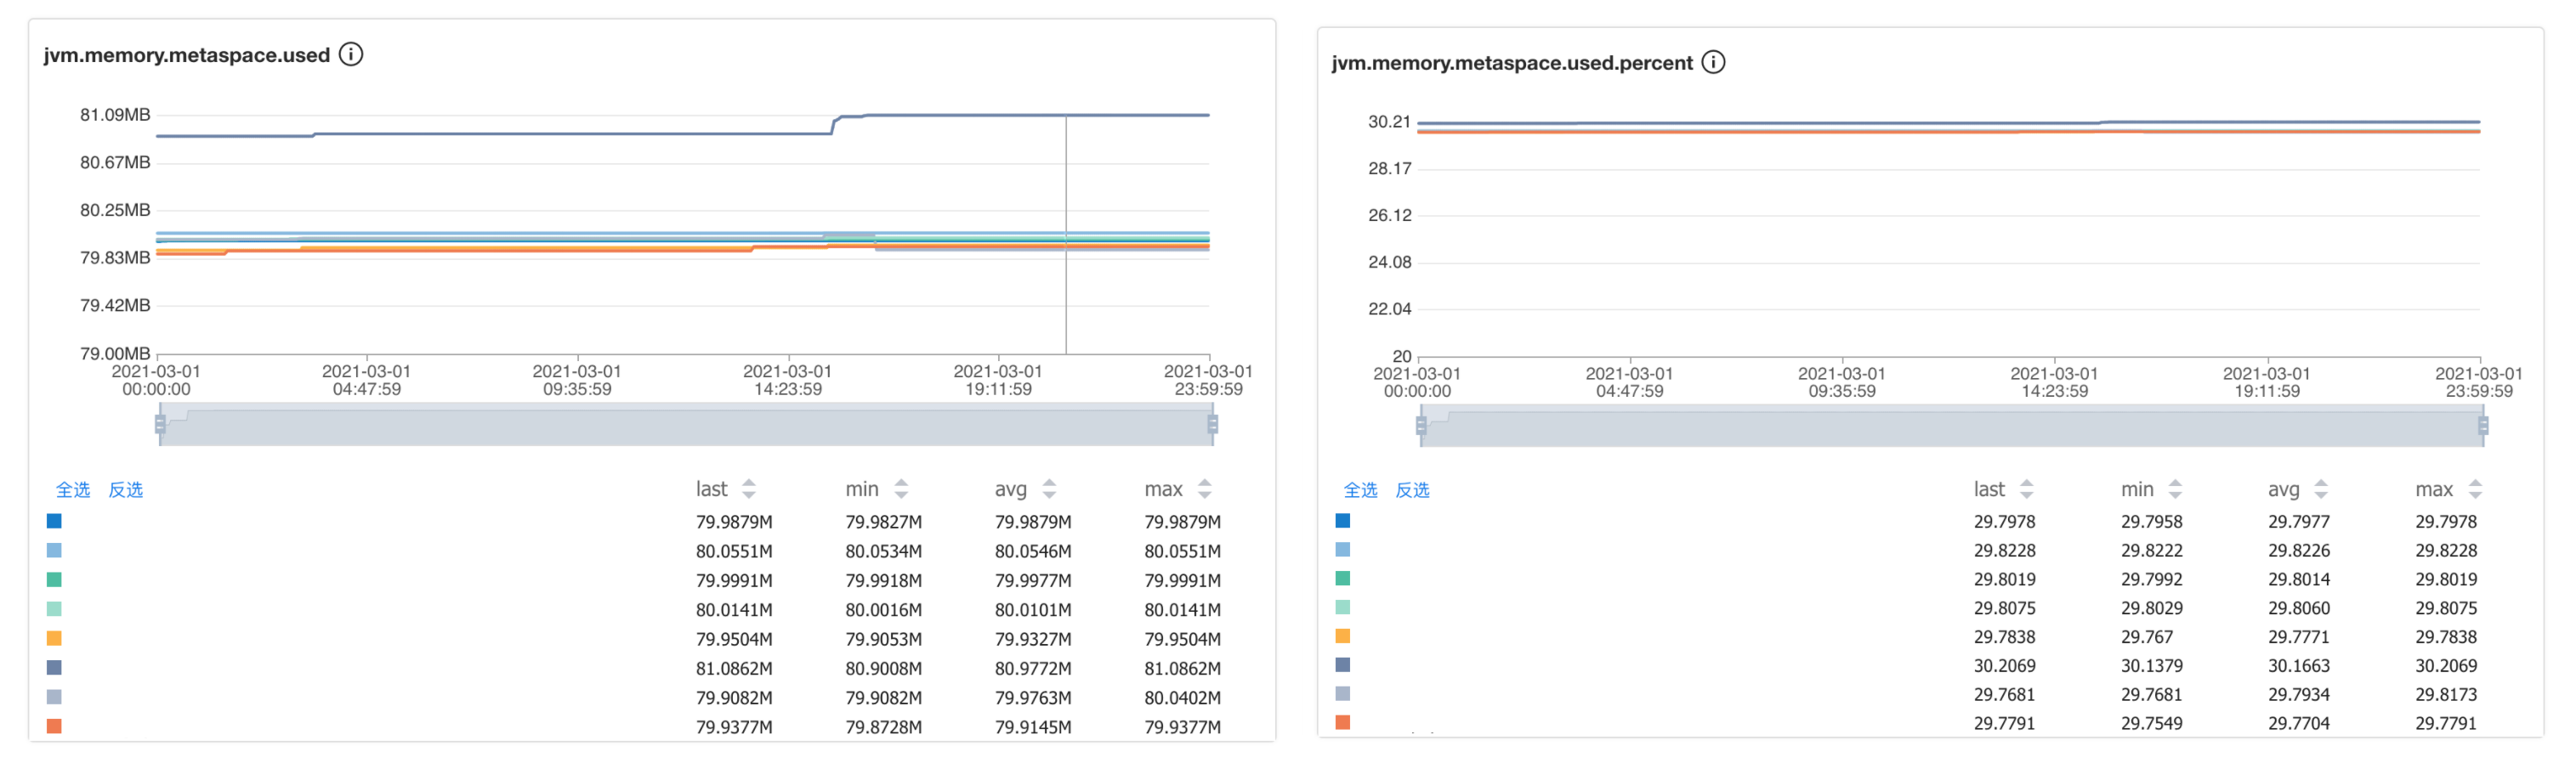 jvm.memory.metaspace.used
81.09MB
80.67MB
80.25MB
79.83MB
79.42MB
79.00MB
2021-03-01 2021-03-01 2021-03-01 2021-03-01 2021-03-01 2021-03-01
00:00:00 04:47:59 09:35:59 14:23:59 19:11:59 23:59:59
全选 反选 last min avg max
79.9879M 79.9827M 79.9879M 79.9879M
80.0551M 80.0534M 80.0546M 80.0551M
79.9991M 79.9918M 79.9977M 79.9991M
80.0141M 80.0016M 80.0101M 80.0141M
79.9504M 79.9053M 79.9327M 79.9504M
81.0862M 80.9008M 80.9772M 81.0862M
79.9082M 79.9082M 79.9763M 80.0402M
79.9377M 79.8728M 79.9145M 79.9377M
jvm.memory.metaspace.used.percent
30.21
28.17
26.12
24.08
22.04
20
2021-03-01 2021-03-01 2021-03-01 2021-03-01 2021-03-01 2021-03-01
00:00:00 04:47:59 09:35:59 14:23:59 19:11:59 23:59:59
全选 反选 last min avg max
29.7978 29.7958 29.7977 29.7978
29.8228 29.8222 29.8226 29.8228
29.8019 29.7992 29.8014 29.8019
29.8075 29.8029 29.8060 29.8075
29.7838 29.767 29.7771 29.7838
30.2069 30.1379 30.1663 30.2069
29.7681 29.7681 29.7934 29.8173
29.7791 29.7549 29.7704 29.7791